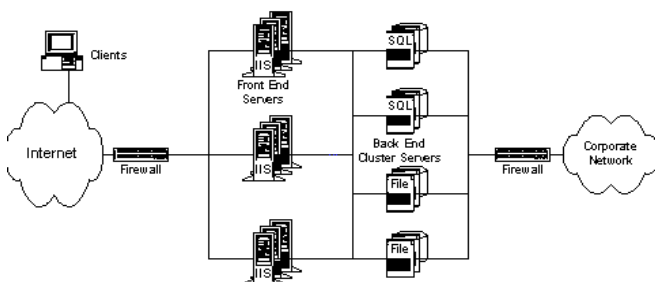 Clients
Internet
Firewall
IIS
Front End
Servers
IIS
IIS
SQL
SQL
Back End
Cluster Servers
File
File
Firewall
Corporate
Network